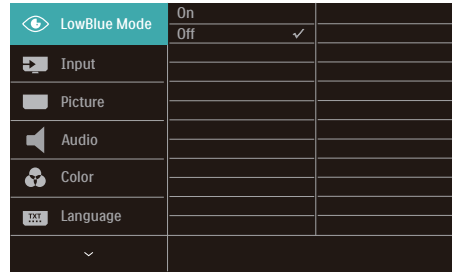 LowBlue Mode
On
Off
Input
Picture
Audio
Color
TXT
Language